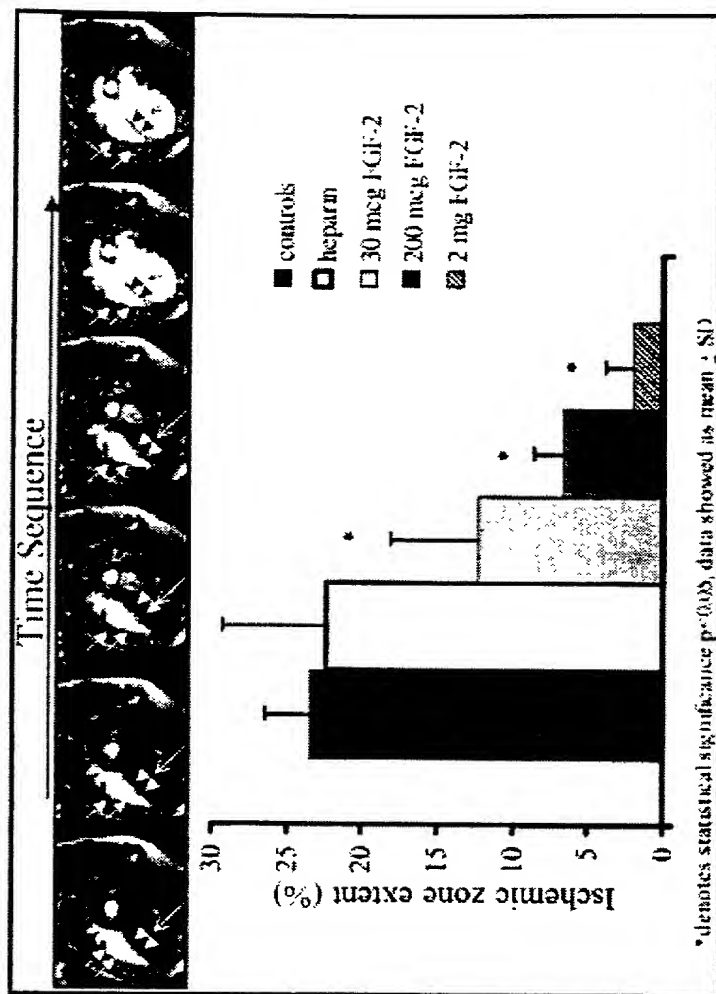 Time Sequence
controls
heparin
30 mcg FGF-2
200 mcg FGF-2
2 mg FGF-2
Ischemic zone extent (%)
30
25
20
15
10
5
0
*
*
*
*denotes statistical significance p<0.05, data showed as mean ± SD